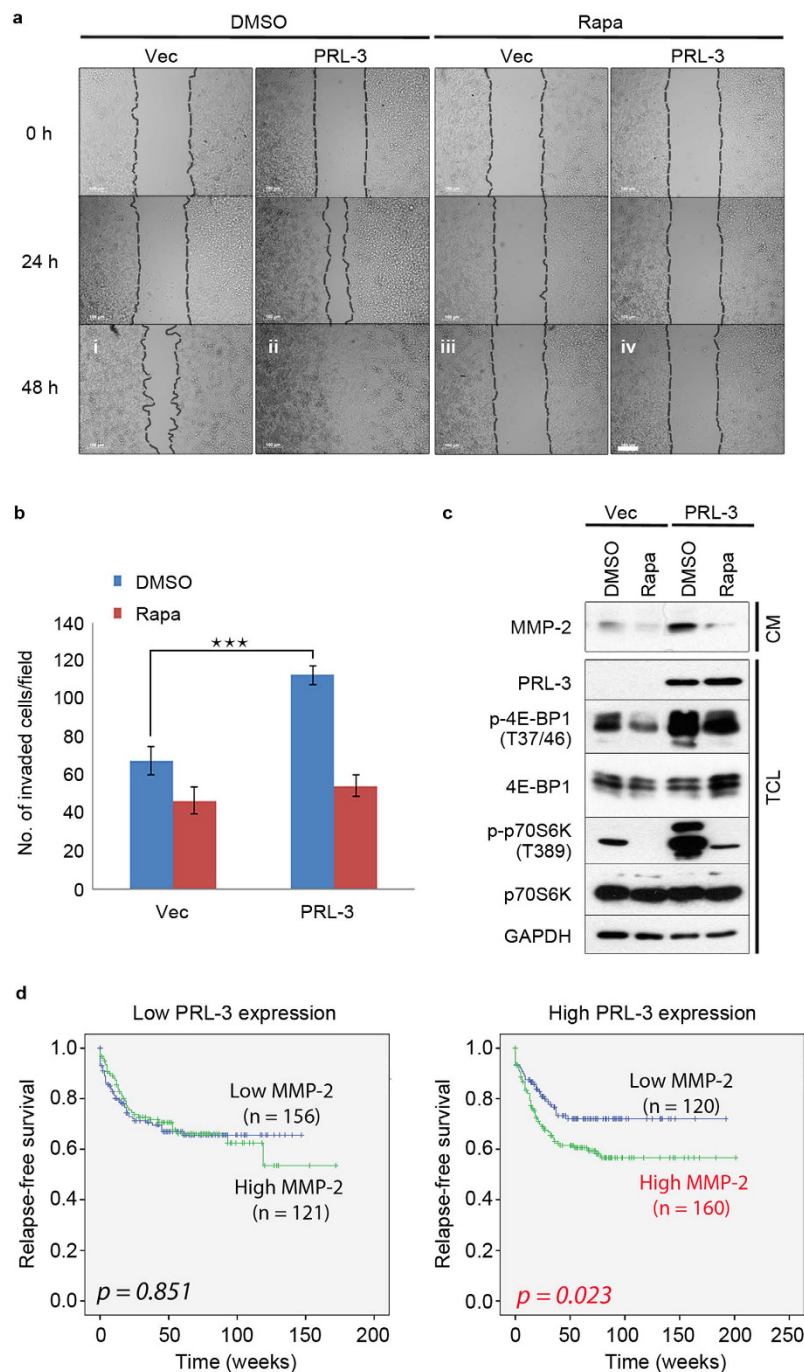 a
DMSO Rapa
Vec PRL-3 Vec PRL-3
0 h
24 h
i ii iii iv
48 h
b
DMSO
Rapa
140
120
100
80
60
40
20
0
No. of invaded cells/field
★★★
Vec PRL-3
c
Vec PRL-3
DMSO Rapa DMSO Rapa
MMP-2
PRL-3
p-4E-BP1
(T37/46)
4E-BP1
p-p70S6K
(T389)
p70S6K
GAPDH
CM
TCL
d
Low PRL-3 expression
1.0
0.8
0.6
0.4
0.2
0.0
Relapse-free survival
Low MMP-2
(n = 156)
High MMP-2
(n = 121)
p = 0.851
0 50 100 150 200
Time (weeks)
High PRL-3 expression
1.0
0.8
0.6
0.4
0.2
0.0
Relapse-free survival
Low MMP-2
(n = 120)
High MMP-2
(n = 160)
p = 0.023
0 50 100 150 200 250
Time (weeks)